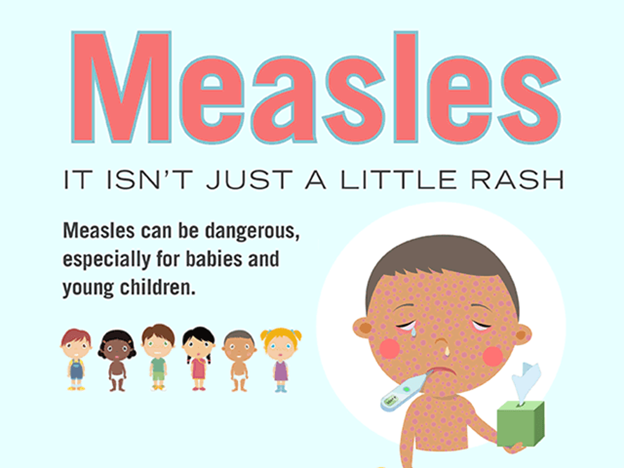 Measles
IT ISN'T JUST A LITTLE RASH
Measles can be dangerous,
especially for babies and
young children.